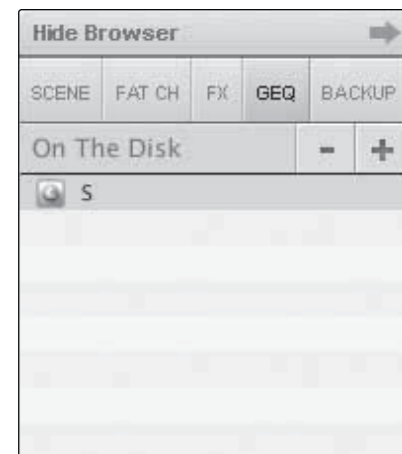 Hide Browser
SCENE FAT CH FX GEQ BACKUP
On The Disk - +
S